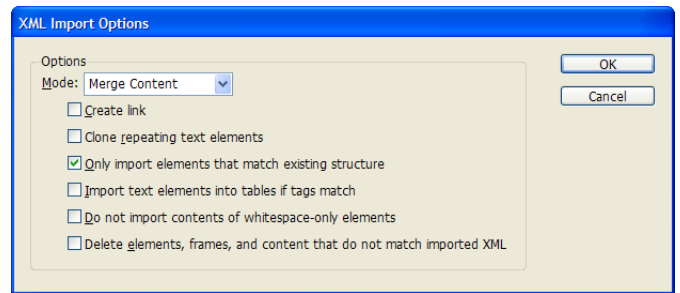 XML Import Options
Options
Mode: Merge Content
Create link
Clone repeating text elements
Only import elements that match existing structure
Import text elements into tables if tags match
Do not import contents of whitespace-only elements
Delete elements, frames, and content that do not match imported XML
OK
Cancel